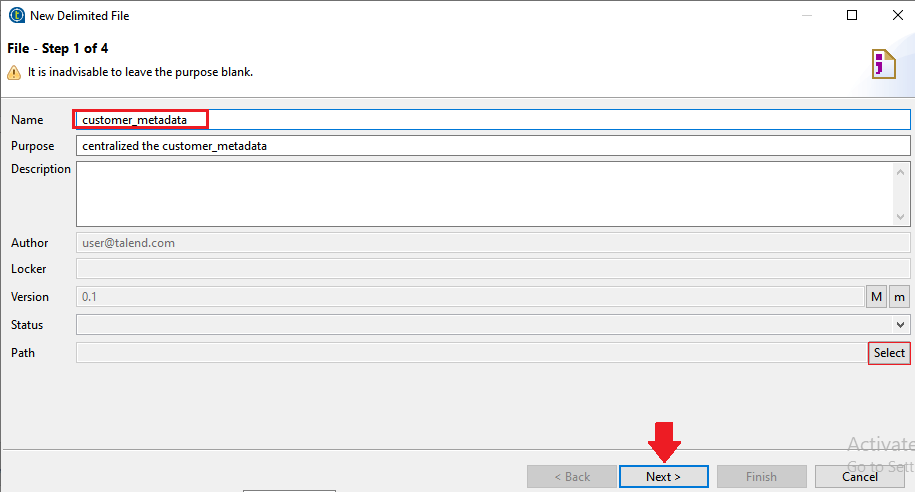 New Delimited File
File - Step 1 of 4
It is inadvisable to leave the purpose blank.
Name customer_metadata
Purpose centralized the customer_metadata
Description
Author user@talend.com
Locker
Version 0.1 M m
Status
Path Select
Activate
Go to Sett
< Back Next > Finish Cancel